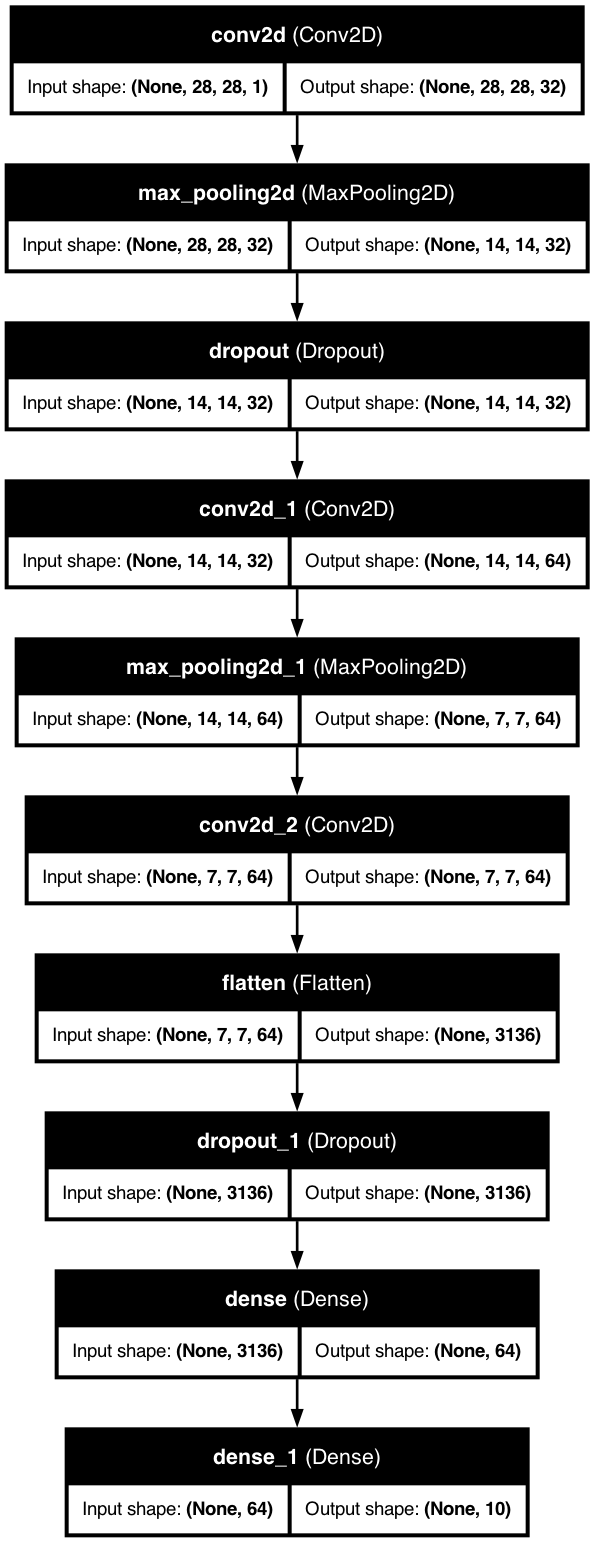 conv2d (Conv2D)
Input shape: (None, 28, 28, 1) Output shape: (None, 28, 28, 32)
max_pooling2d (MaxPooling2D)
Input shape: (None, 28, 28, 32) Output shape: (None, 14, 14, 32)
dropout (Dropout)
Input shape: (None, 14, 14, 32) Output shape: (None, 14, 14, 32)
conv2d_1 (Conv2D)
Input shape: (None, 14, 14, 32) Output shape: (None, 14, 14, 64)
max_pooling2d_1 (MaxPooling2D)
Input shape: (None, 14, 14, 64) Output shape: (None, 7, 7, 64)
conv2d_2 (Conv2D)
Input shape: (None, 7, 7, 64) Output shape: (None, 7, 7, 64)
flatten (Flatten)
Input shape: (None, 7, 7, 64) Output shape: (None, 3136)
dropout_1 (Dropout)
Input shape: (None, 3136) Output shape: (None, 3136)
dense (Dense)
Input shape: (None, 3136) Output shape: (None, 64)
dense_1 (Dense)
Input shape: (None, 64) Output shape: (None, 10)